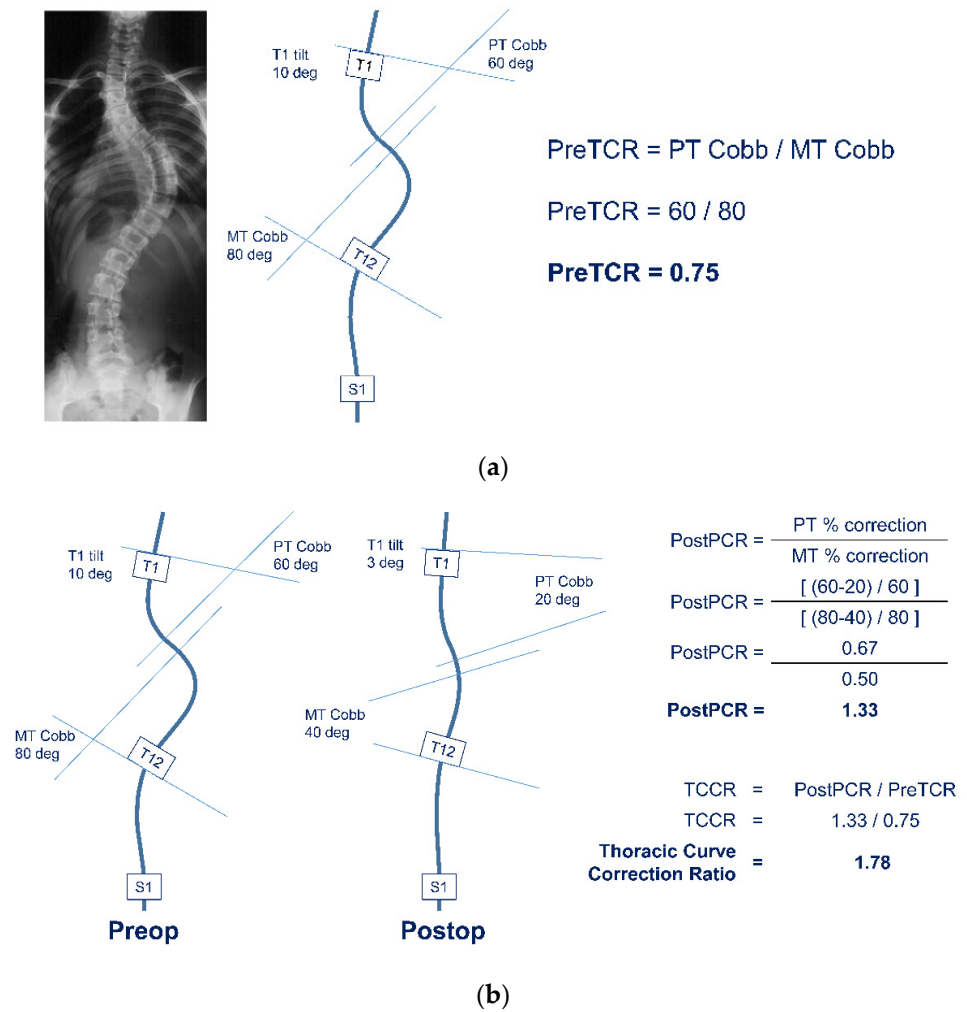 T1 tilt
10 deg
T1
PT Cobb
60 deg
MT Cobb
80 deg
T12
S1
PreTCR = PT Cobb / MT Cobb
PreTCR = 60 / 80
PreTCR = 0.75
(a)
T1 tilt
10 deg
T1
PT Cobb
60 deg
MT Cobb
80 deg
T12
S1
Preop
T1 tilt
3 deg
T1
PT Cobb
20 deg
MT Cobb
40 deg
T12
S1
Postop
PostPCR = PT % correction
MT % correction
PostPCR = [ (60-20) / 60 ]
[ (80-40) / 80 ]
PostPCR = 0.67
0.50
PostPCR = 1.33
TCCR = PostPCR / PreTCR
TCCR = 1.33 / 0.75
Thoracic Curve
Correction Ratio = 1.78
(b)